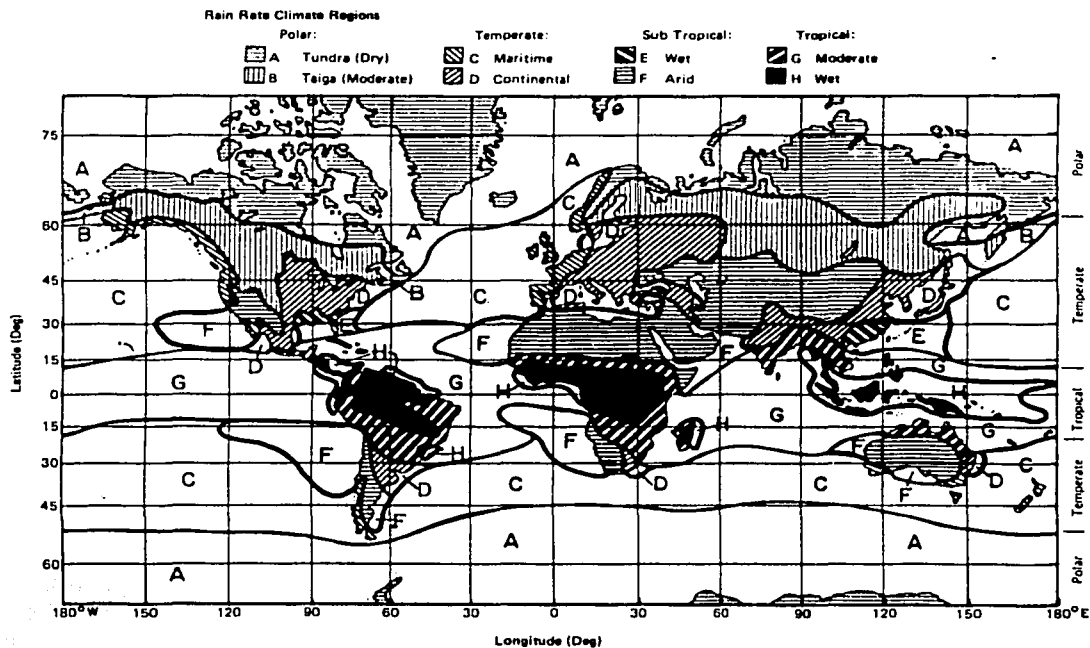 Rain Rate Climate Regions
Polar: Temperate: Sub Tropical: Tropical:
A Tundra (Dry) C Maritime E Wet G Moderate
B Taiga (Moderate) D Continental F Arid H Wet
75
60
45
30
15
0
15
30
45
60
Latitude (Deg)
A A A
B C A D A B
C B C D D C
F E F F E
D H G
G G H G H
H G
F H F F C
C D C D C D
F F
A A
A
Polar
Temperate
Tropical
Temperate
Polar
180°W 150 120 90 60 30 0 30 60 90 120 150 180°E
Longitude (Deg)